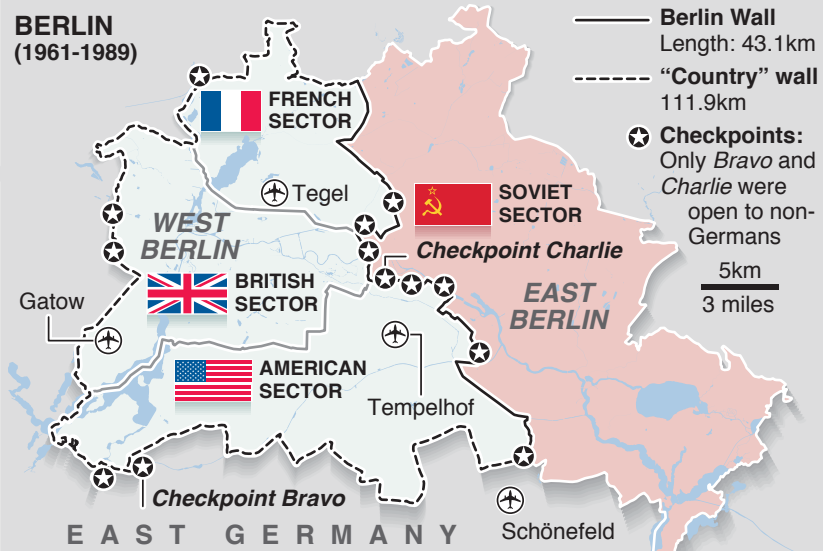 BERLIN
(1961-1989)
Berlin Wall
Length: 43.1km
“Country” wall
111.9km
Checkpoints:
Only Bravo and
Charlie were
open to non-
Germans
5km
3 miles
FRENCH
SECTOR
Tegel
SOVIET
SECTOR
WEST
BERLIN
Checkpoint Charlie
BRITISH
SECTOR
EAST
BERLIN
Gatow
AMERICAN
SECTOR
Tempelhof
Checkpoint Bravo
EAST GERMANY
Schönefeld